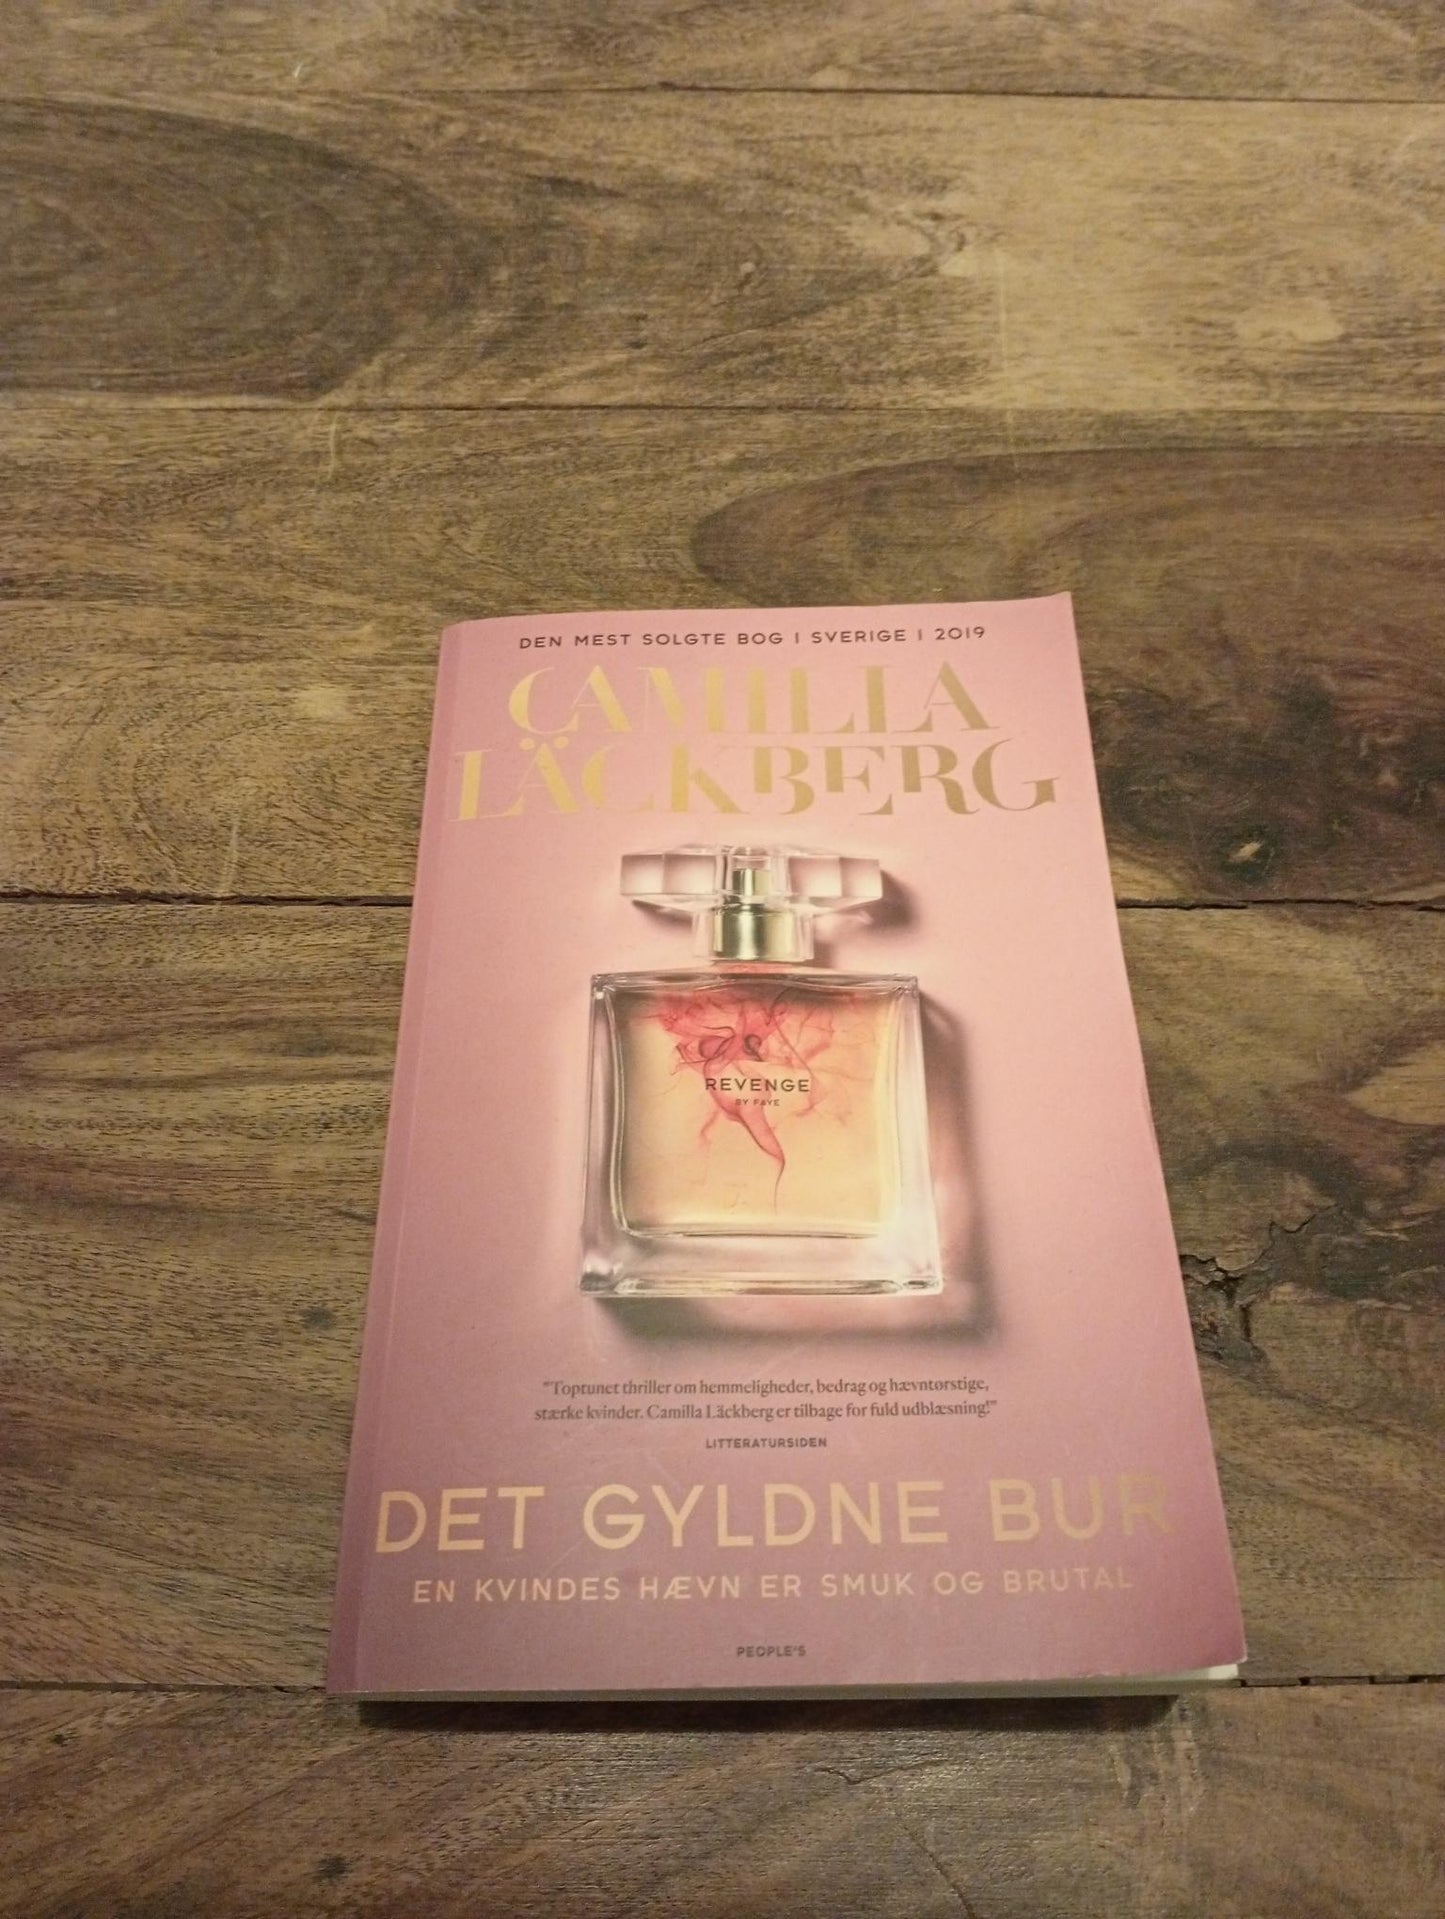 DEN MEST SOLGTE BOG I SVERIGE I 2019
CAMILLA
LÄCKBERG
REVENGE
BY FAYE
"Toptunet thriller om hemmeligheder, bedrag og hævntørstige,
stærke kvinder. Camilla Läckberg er tilbage for fuld udblæsning!"
LITTERATURSIDEN
DET GYLDNE BUR
EN KVINDES HÆVN ER SMUK OG BRUTAL
PEOPLE'S